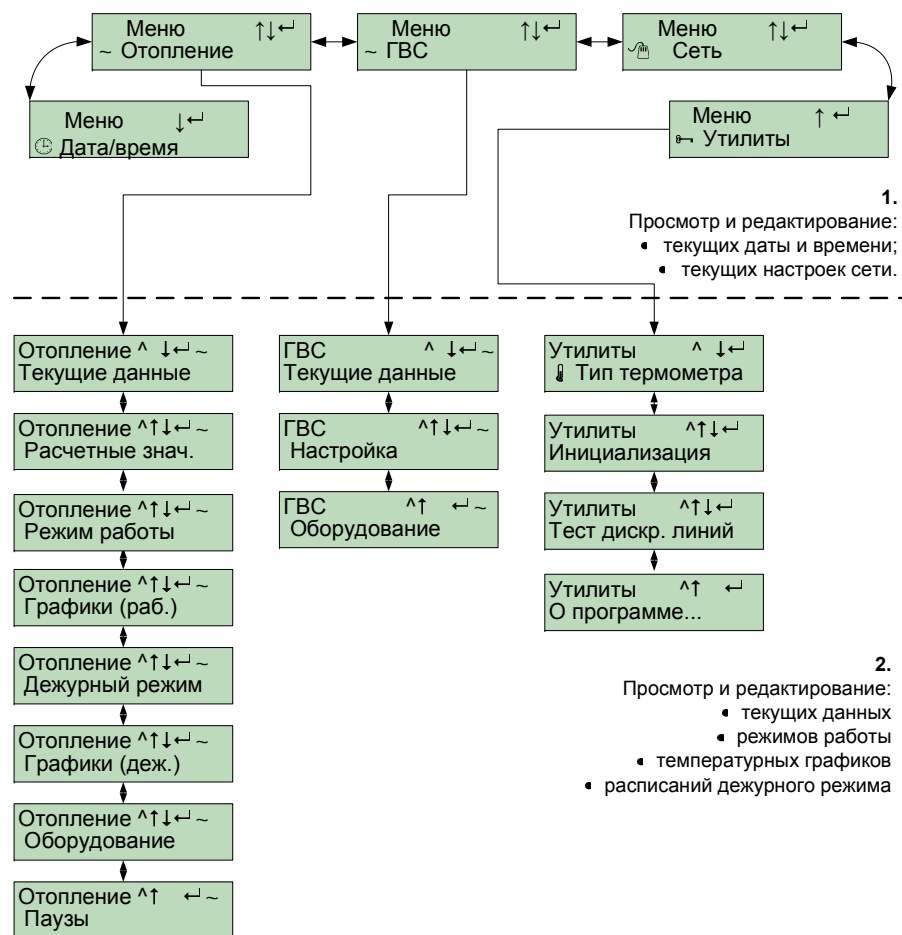 Меню ↑↓↵
~ Отопление
Меню ↑↓↵
~ ГВС
Меню ↑↓↵
Сеть
Меню ↓↵
Дата/время
Меню ↑ ↵
Утилиты
1.
Просмотр и редактирование:
• текущих даты и времени;
• текущих настроек сети.
Отопление ^ ↓↵ ~
Текущие данные
Отопление ^↑↓↵ ~
Расчетные знач.
Отопление ^↑↓↵ ~
Режим работы
Отопление ^↑↓↵ ~
Графики (раб.)
Отопление ^↑↓↵ ~
Дежурный режим
Отопление ^↑↓↵ ~
Графики (деж.)
Отопление ^↑↓↵ ~
Оборудование
Отопление ^↑ ↵ ~
Паузы
ГВС ^ ↓↵ ~
Текущие данные
ГВС ^↑↓↵ ~
Настройка
ГВС ^↑ ↵ ~
Оборудование
Утилиты ^ ↓↵
Тип термометра
Утилиты ^↑↓↵
Инициализация
Утилиты ^↑↓↵
Тест дискр. линий
Утилиты ^↑ ↵
О программе...
2.
Просмотр и редактирование:
• текущих данных
• режимов работы
• температурных графиков
• расписаний дежурного режима